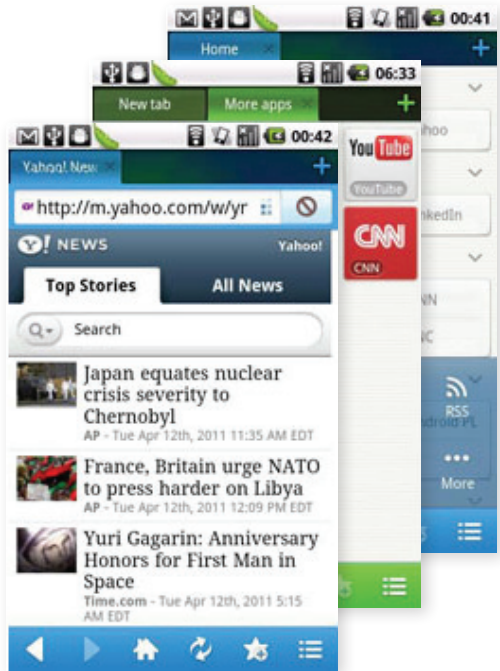 00:41
Home
06:33
New tab
More apps
YouTube
YouTube
CNN
CNN
RSS
More
00:42
Yahoo! New
http://m.yahoo.com/w/yr
Y! NEWS
Yahoo!
Top Stories
All News
Search
Japan equates nuclear
crisis severity to
Chernobyl
AP - Tue Apr 12th, 2011 11:35 AM EDT
France, Britain urge NATO
to press harder on Libya
AP - Tue Apr 12th, 2011 12:09 PM EDT
Yuri Gagarin: Anniversary
Honors for First Man in
Space
Time.com - Tue Apr 12th, 2011 5:15
AM EDT